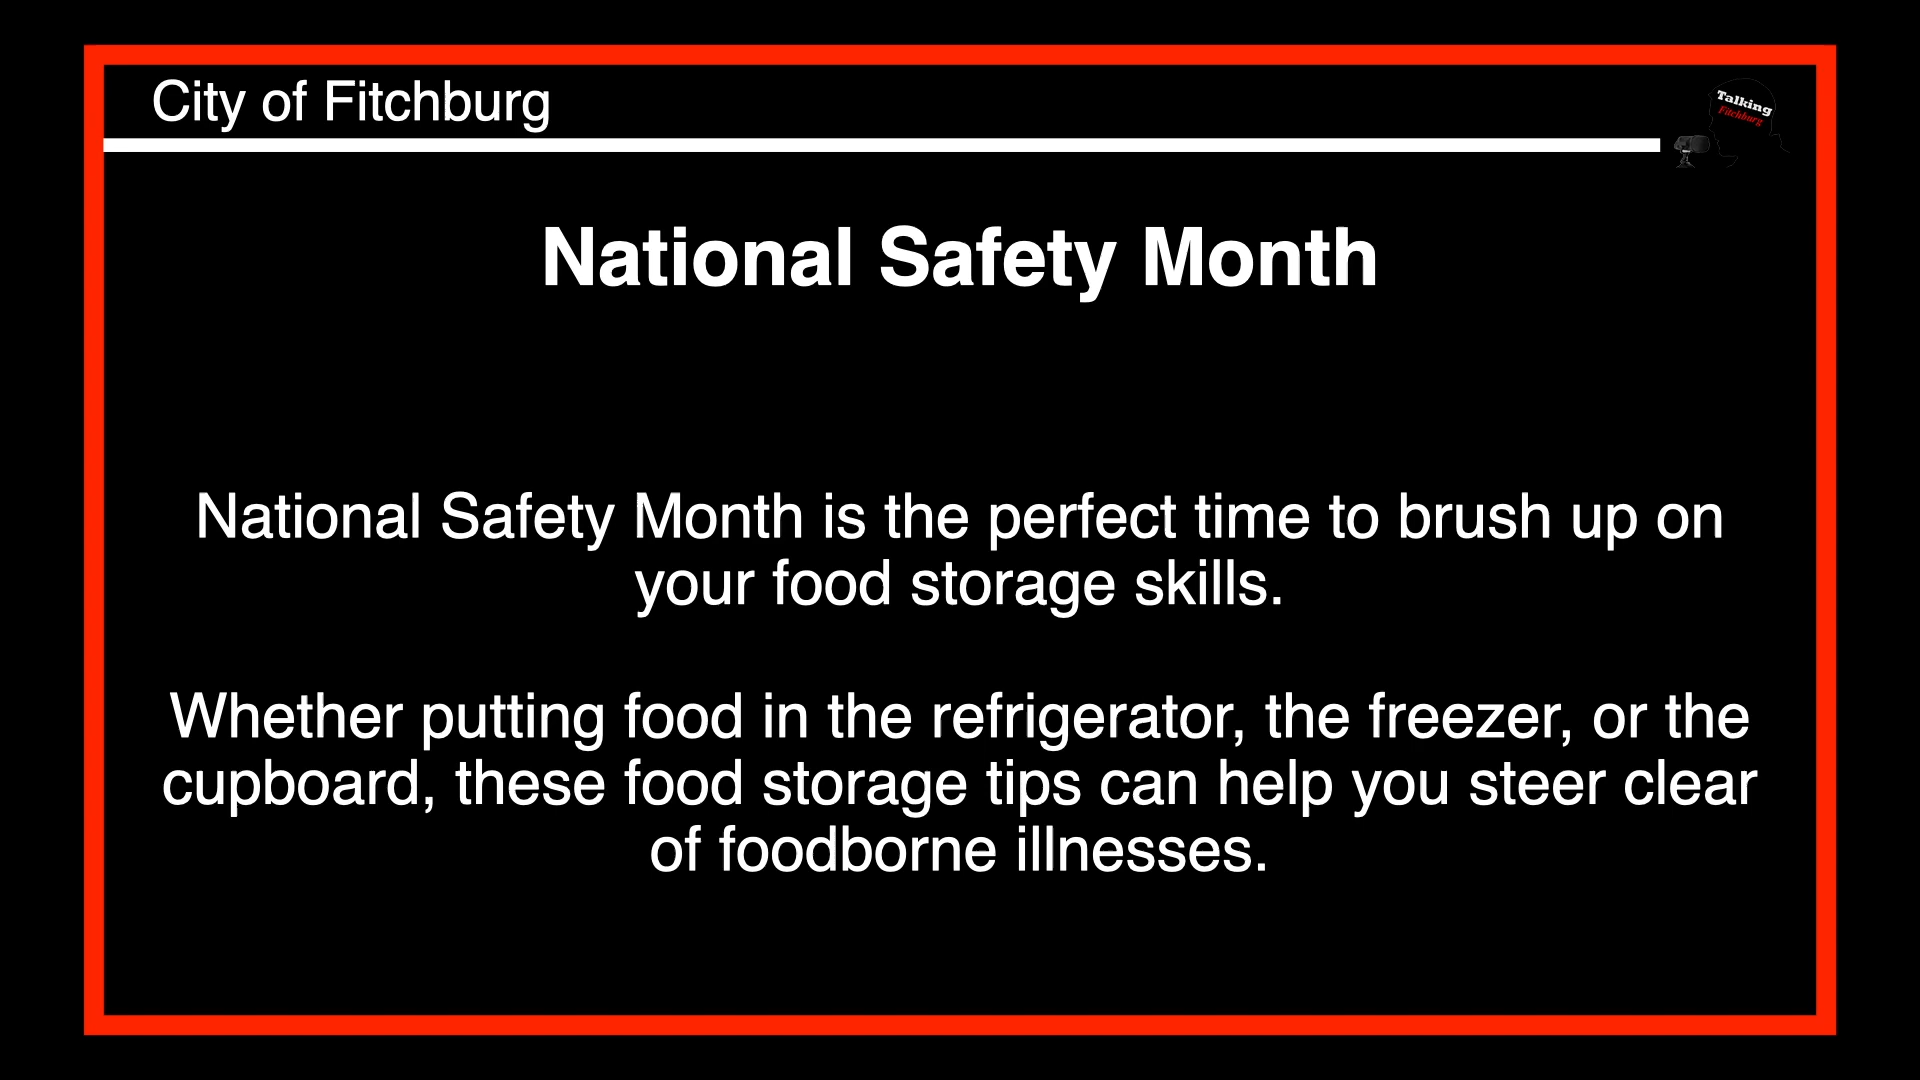 City of Fitchburg
Talking
Fitchburg
National Safety Month
National Safety Month is the perfect time to brush up on
your food storage skills.
Whether putting food in the refrigerator, the freezer, or the
cupboard, these food storage tips can help you steer clear
of foodborne illnesses.